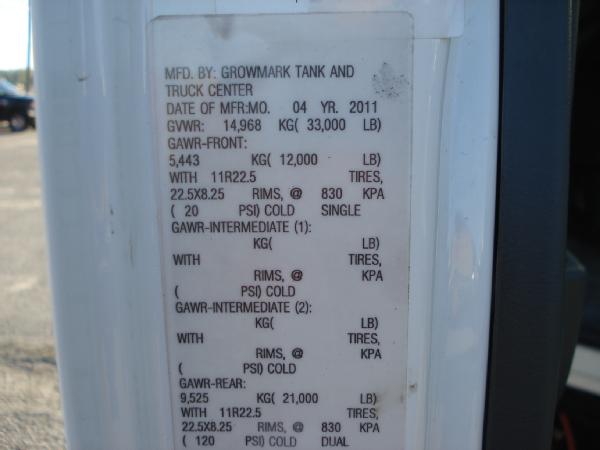 MFD. BY: GROWMARK TANK AND
TRUCK CENTER
DATE OF MFR:MO. 04 YR. 2011
GVWR: 14,968 KG( 33,000 LB)
GAWR-FRONT:
5,443 KG( 12,000 LB)
WITH 11R22.5 TIRES,
22.5X8.25 RIMS, @ 830 KPA
( 20 PSI) COLD SINGLE
GAWR-INTERMEDIATE (1):
KG( LB)
WITH TIRES,
RIMS, @ KPA
( PSI) COLD
GAWR-INTERMEDIATE (2):
KG( LB)
WITH TIRES,
RIMS, @ KPA
( PSI) COLD
GAWR-REAR:
9,525 KG( 21,000 LB)
WITH 11R22.5 TIRES,
22.5X8.25 RIMS, @ 830 KPA
( 120 PSI) COLD DUAL